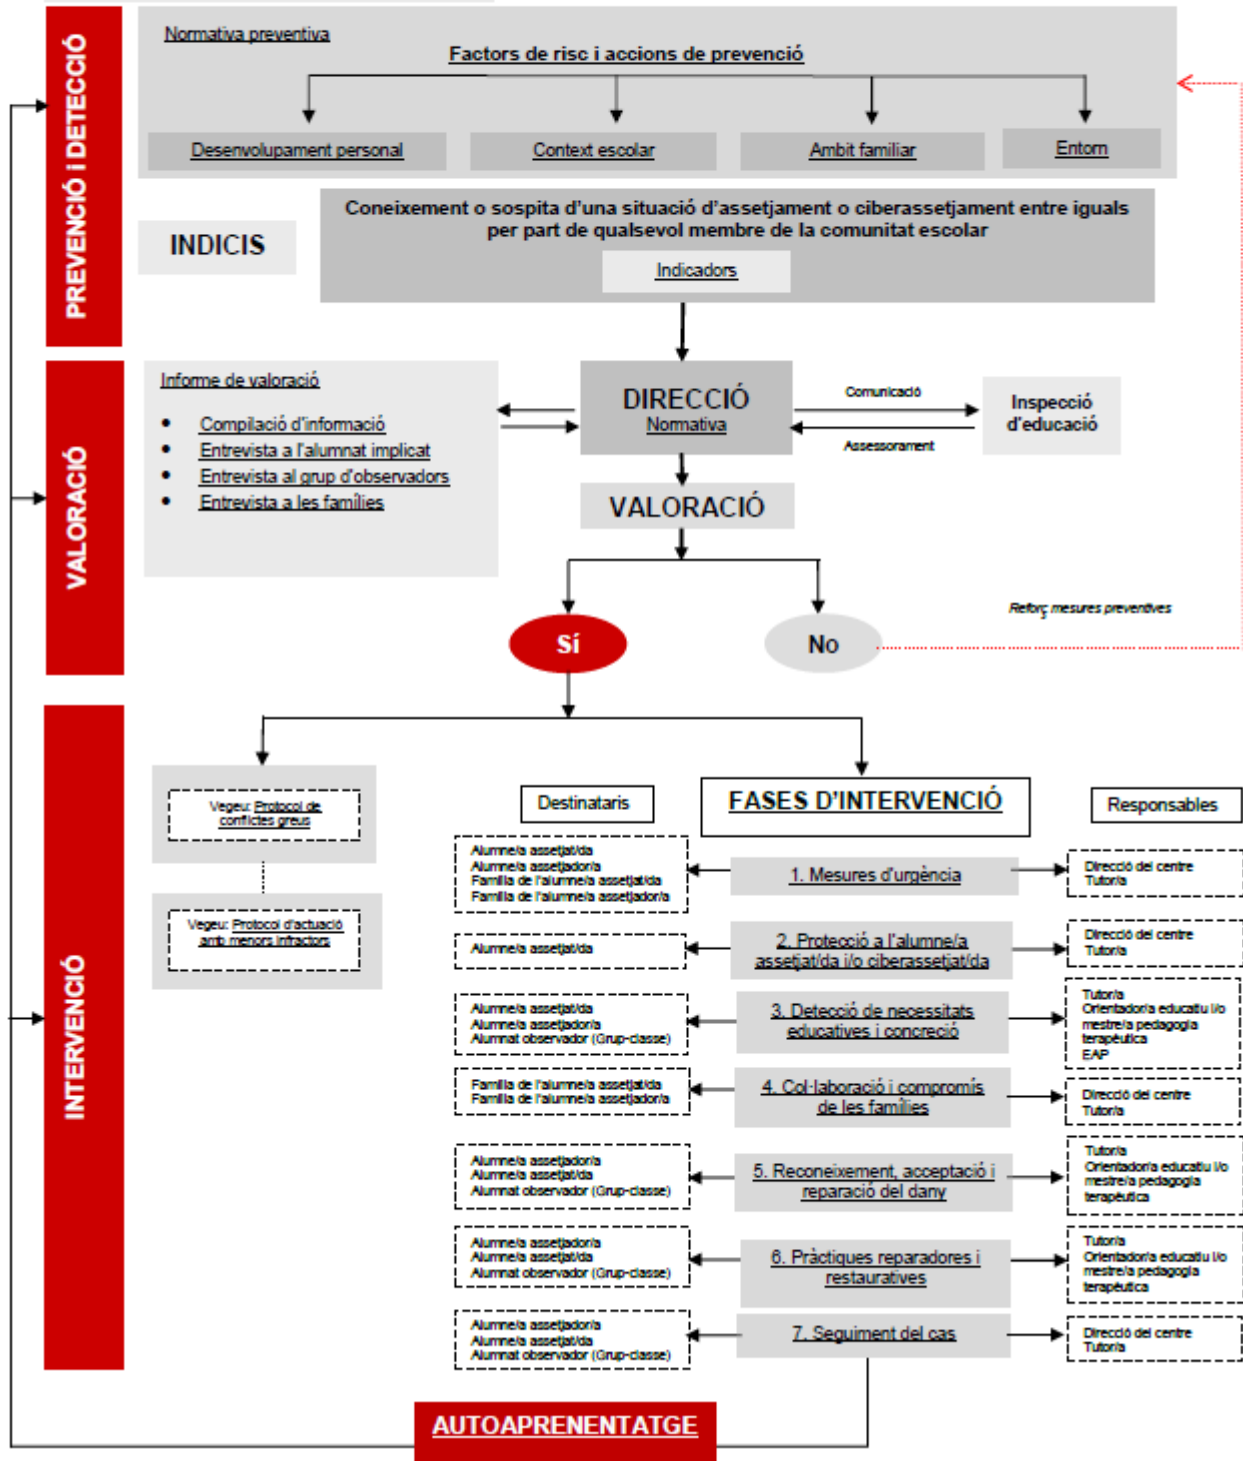 PREVENCIÓ i DETECCIÓ
Normativa preventiva
Factors de risc i accions de prevenció
Desenvolupament personal
Context escolar
Àmbit familiar
Entorn
INDICIS
Coneixement o sospita d'una situació d'assetjament o ciberassetjament entre iguals
per part de qualsevol membre de la comunitat escolar
Indicadors
VALORACIÓ
Informe de valoració
• Compilació d'informació
• Entrevista a l'alumnat implicat
• Entrevista al grup d'observadors
• Entrevista a les famílies
DIRECCIÓ
Normativa
Comunicació
Assessorament
Inspecció
d'educació
VALORACIÓ
Sí
No
Reforç mesures preventives
INTERVENCIÓ
Vegeu: Protocol de
conflictes greus
Vegeu: Protocol d'actuació
amb menors infractors
Destinataris
FASES D'INTERVENCIÓ
Responsables
Alumne/a assetjat/da
Alumne/a assetjador/a
Família de l'alumne/a assetjat/da
Família de l'alumne/a assetjador/a
1. Mesures d'urgència
Direcció del centre
Tutor/a
Alumne/a assetjat/da
2. Protecció a l'alumne/a
assetjat/da i/o ciberassetjat/da
Direcció del centre
Tutor/a
Alumne/a assetjat/da
Alumne/a assetjador/a
Alumnat observador (Grup-classe)
3. Detecció de necessitats
educatives i concreció
Tutor/a
Orientador/a educatiu i/o
mestre/a pedagogia
terapèutica
EAP
Família de l'alumne/a assetjat/da
Família de l'alumne/a assetjador/a
4. Col·laboració i compromís
de les famílies
Direcció del centre
Tutor/a
Alumne/a assetjador/a
Alumne/a assetjat/da
Alumnat observador (Grup-classe)
5. Reconeixement, acceptació i
reparació del dany
Tutor/a
Orientador/a educatiu i/o
mestre/a pedagogia
terapèutica
Alumne/a assetjador/a
Alumne/a assetjat/da
Alumnat observador (Grup-classe)
6. Pràctiques reparadores i
restauratives
Tutor/a
Orientador/a educatiu i/o
mestre/a pedagogia
terapèutica
Alumne/a assetjador/a
Alumne/a assetjat/da
Alumnat observador (Grup-classe)
7. Seguiment del cas
Direcció del centre
Tutor/a
AUTOAPRENENTATGE